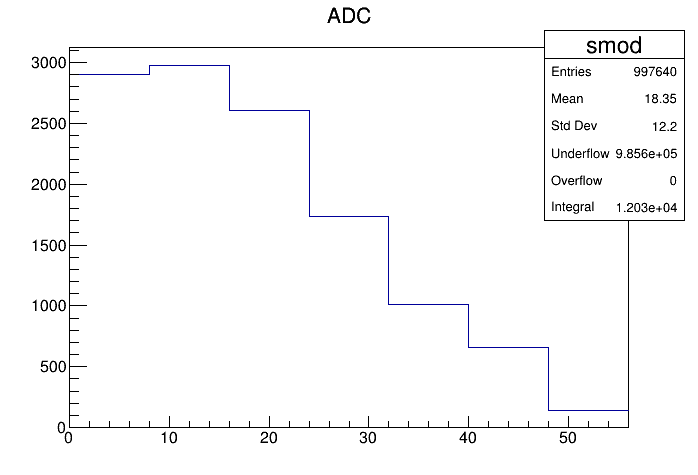 ADC
smod
Entries 997640
Mean 18.35
Std Dev 12.2
Underflow 9.856e+05
Overflow 0
Integral 1.203e+04
3000
2500
2000
1500
1000
500
0
0 10 20 30 40 50